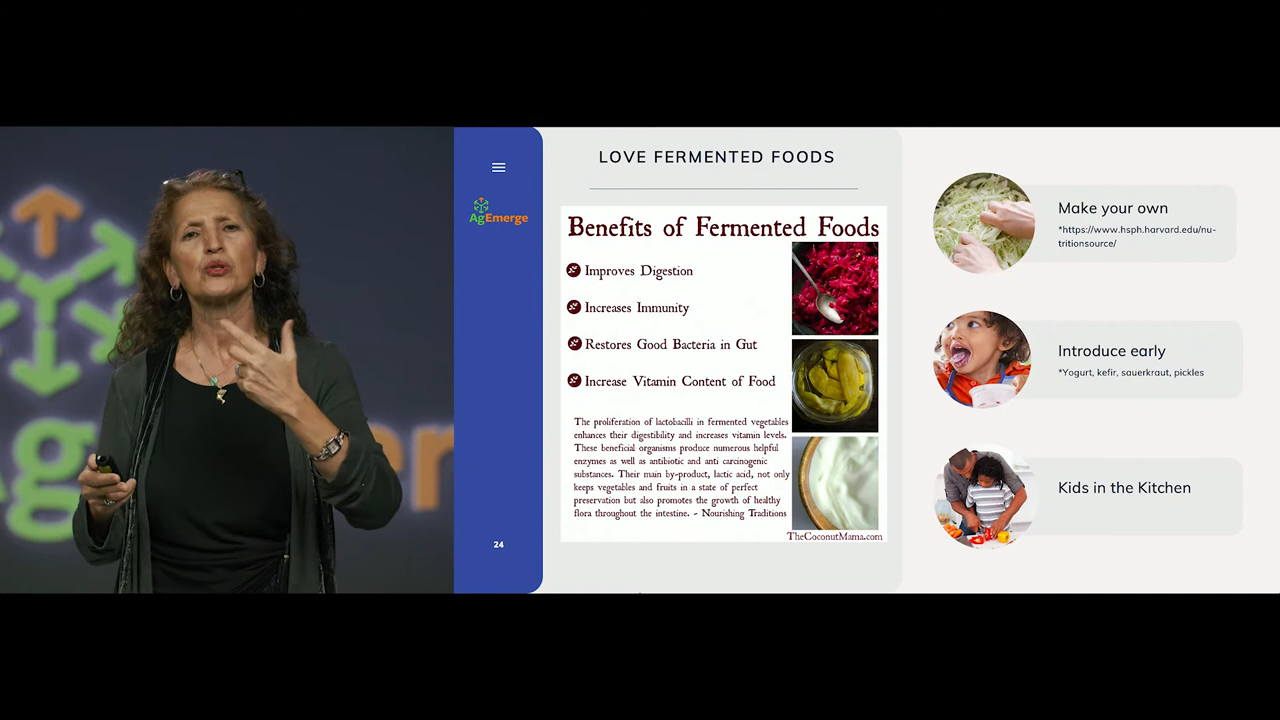 AgEmerge
24
LOVE FERMENTED FOODS
Benefits of Fermented Foods
Improves Digestion
Increases Immunity
Restores Good Bacteria in Gut
Increase Vitamin Content of Food
The proliferation of lactobacilli in fermented vegetables
enhances their digestibility and increases vitamin levels.
These beneficial organisms produce numerous helpful
enzymes as well as antibiotic and anti carcinogenic
substances. Their main by-product, lactic acid, not only
keeps vegetables and fruits in a state of perfect
preservation but also promotes the growth of healthy
flora throughout the intestine. - Nourishing Traditions
TheCoconutMama.com
Make your own
*https://www.hsph.harvard.edu/nu-
tritionsource/
Introduce early
*Yogurt, kefir, sauerkraut, pickles
Kids in the Kitchen